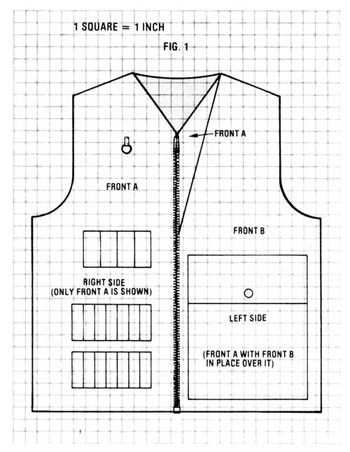 1 SQUARE = 1 INCH
FIG. 1
FRONT A
FRONT A
FRONT B
RIGHT SIDE
(ONLY FRONT A IS SHOWN)
LEFT SIDE
(FRONT A WITH FRONT B
IN PLACE OVER IT)